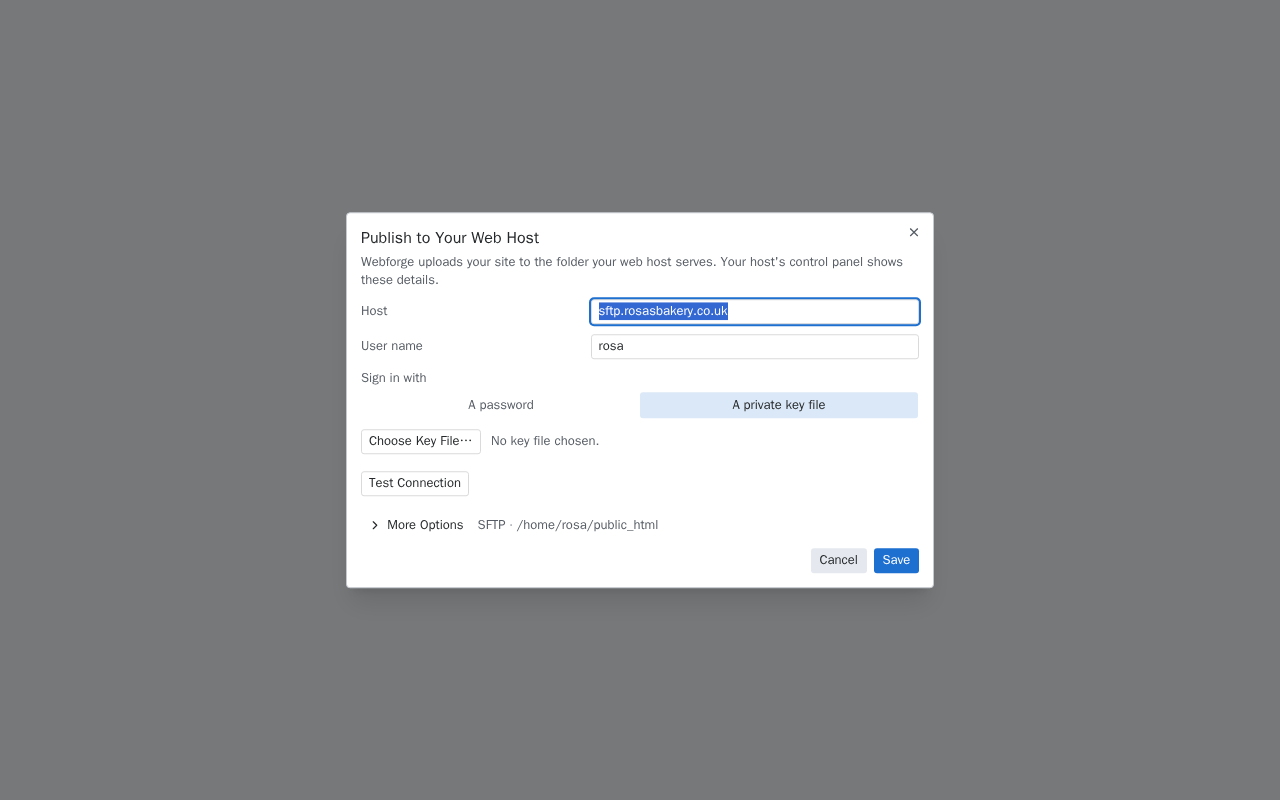 Publish to Your Web Host
Webforge uploads your site to the folder your web host serves. Your host's control panel shows
these details.
Host
sftp.rosasbakery.co.uk
User name
rosa
Sign in with
A password
A private key file
Choose Key File…
No key file chosen.
Test Connection
More Options
SFTP · /home/rosa/public_html
Cancel
Save